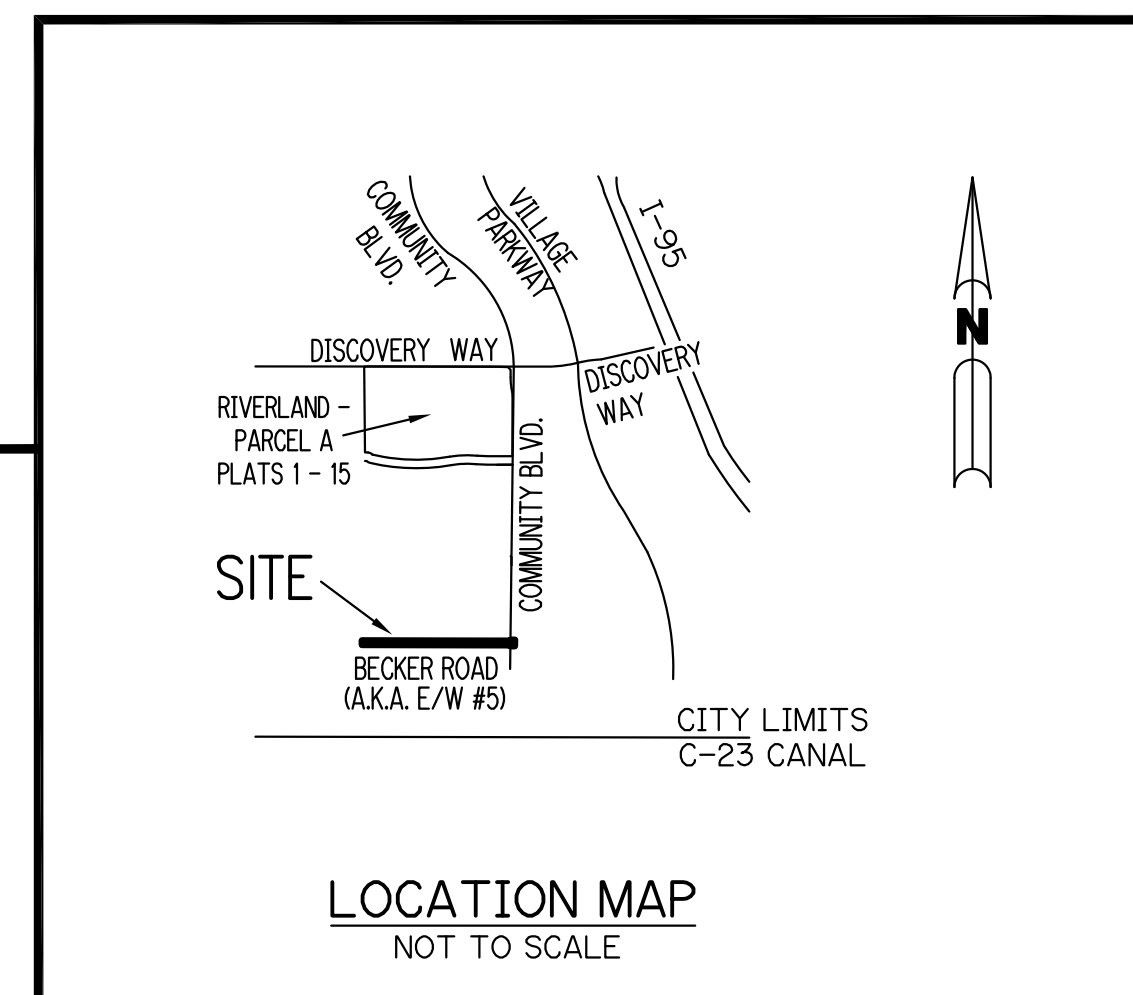 COMMUNITY
BLVD.
VILLAGE
PARKWAY
I-95
N
DISCOVERY WAY
DISCOVERY
WAY
RIVERLAND -
PARCEL A
PLATS 1 - 15
COMMUNITY BLVD.
SITE
BECKER ROAD
(A.K.A. E/W #5)
CITY LIMITS
C-23 CANAL
LOCATION MAP
NOT TO SCALE